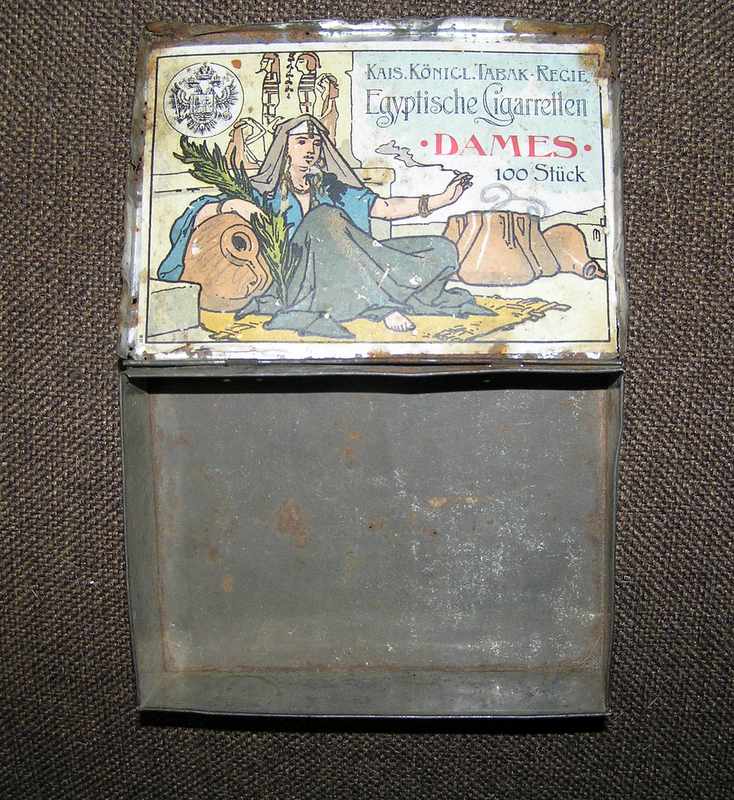 KAIS. KÖNIGL. TABAK-REGIE.
Egyptische Cigarretten
•DAMES•
100 Stück